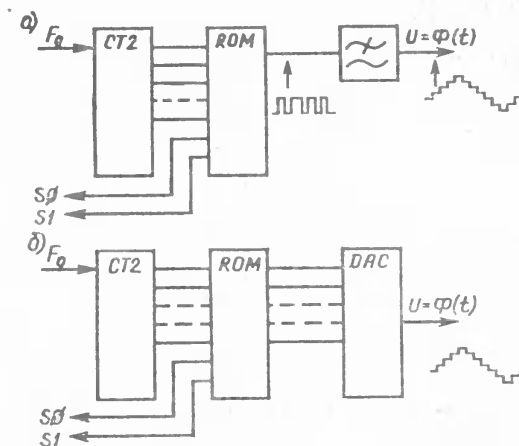 а)
F₀ CT2 ROM U=Φ(t)
SØ
S1
б)
F₀ CT2 ROM DAC U=Φ(t)
SØ
S1